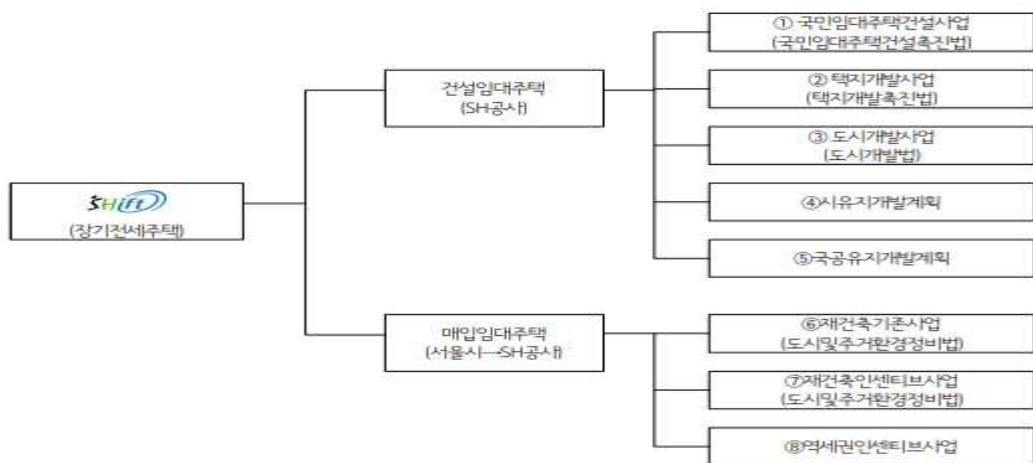 SHift
(장기전세주택)
건설임대주택
(SH공사)
① 국민임대주택건설사업
(국민임대주택건설촉진법)
② 택지개발사업
(택지개발촉진법)
③ 도시개발사업
(도시개발법)
④시유지개발계획
⑤국공유지개발계획
매입임대주택
(서울시→SH공사)
⑥재건축기존사업
(도시및주거환경정비법)
⑦재건축인센티브사업
(도시및주거환경정비법)
⑧역세권인센티브사업